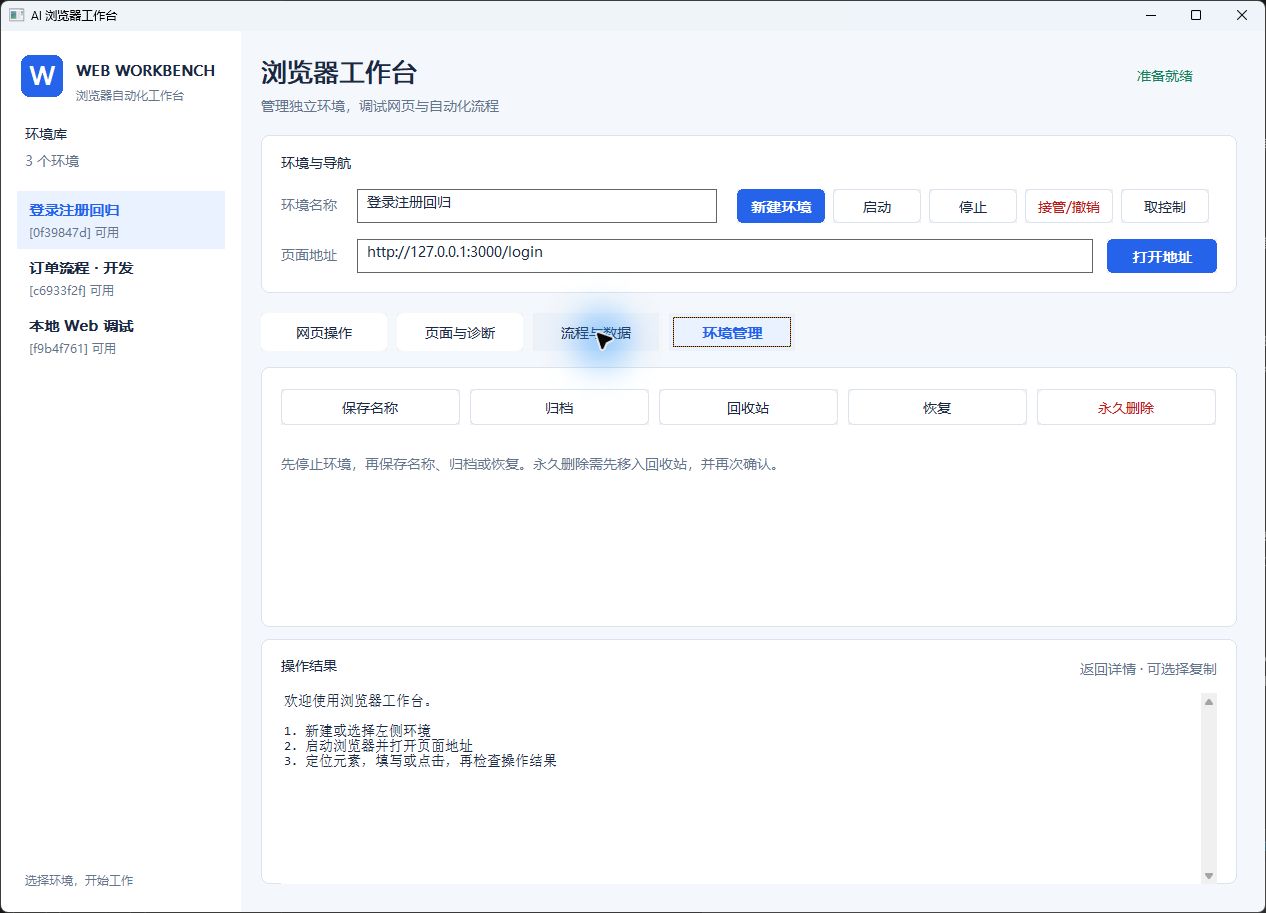 AI 浏览器工作台
W
WEB WORKBENCH
浏览器自动化工作台
环境库
3 个环境
登录注册回归
[0f39847d] 可用
订单流程 · 开发
[c6933f2f] 可用
本地 Web 调试
[f9b4f761] 可用
选择环境，开始工作
浏览器工作台
准备就绪
管理独立环境，调试网页与自动化流程
环境与导航
环境名称 登录注册回归 新建环境 启动 停止 接管/撤销 取控制
页面地址 http://127.0.0.1:3000/login 打开地址
网页操作 页面与诊断 流程与数据 环境管理
保存名称 归档 回收站 恢复 永久删除
先停止环境，再保存名称、归档或恢复。永久删除需先移入回收站，并再次确认。
操作结果 返回详情 · 可选择复制
欢迎使用浏览器工作台。
1. 新建或选择左侧环境
2. 启动浏览器并打开页面地址
3. 定位元素，填写或点击，再检查操作结果